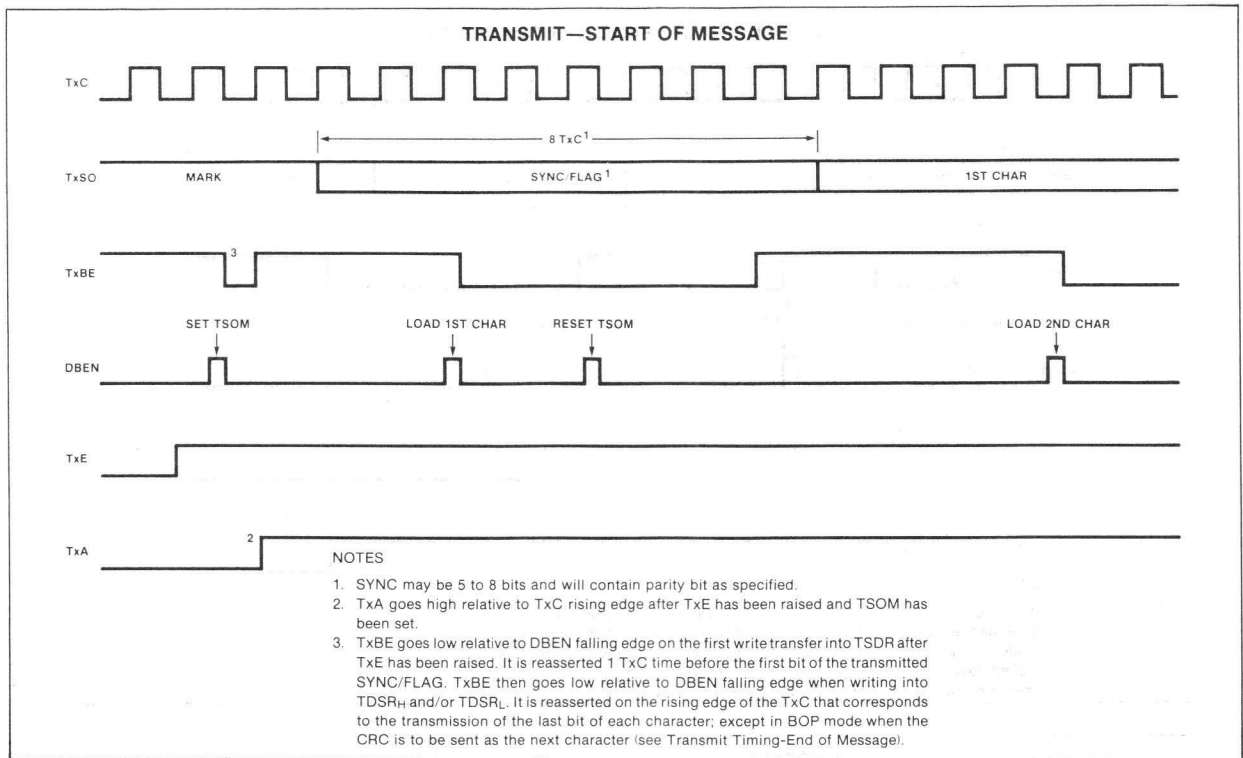 TRANSMIT—START OF MESSAGE
TxC
8 TxC¹
TxSO
MARK
SYNC/FLAG¹
1ST CHAR
TxBE
3
SET TSOM
LOAD 1ST CHAR
RESET TSOM
LOAD 2ND CHAR
DBEN
TxE
TxA
2
NOTES
1. SYNC may be 5 to 8 bits and will contain parity bit as specified.
2. TxA goes high relative to TxC rising edge after TxE has been raised and TSOM has
been set.
3. TxBE goes low relative to DBEN falling edge on the first write transfer into TSDR after
TxE has been raised. It is reasserted 1 TxC time before the first bit of the transmitted
SYNC/FLAG. TxBE then goes low relative to DBEN falling edge when writing into
TDSRH and/or TDSRL. It is reasserted on the rising edge of the TxC that corresponds
to the transmission of the last bit of each character; except in BOP mode when the
CRC is to be sent as the next character (see Transmit Timing-End of Message).